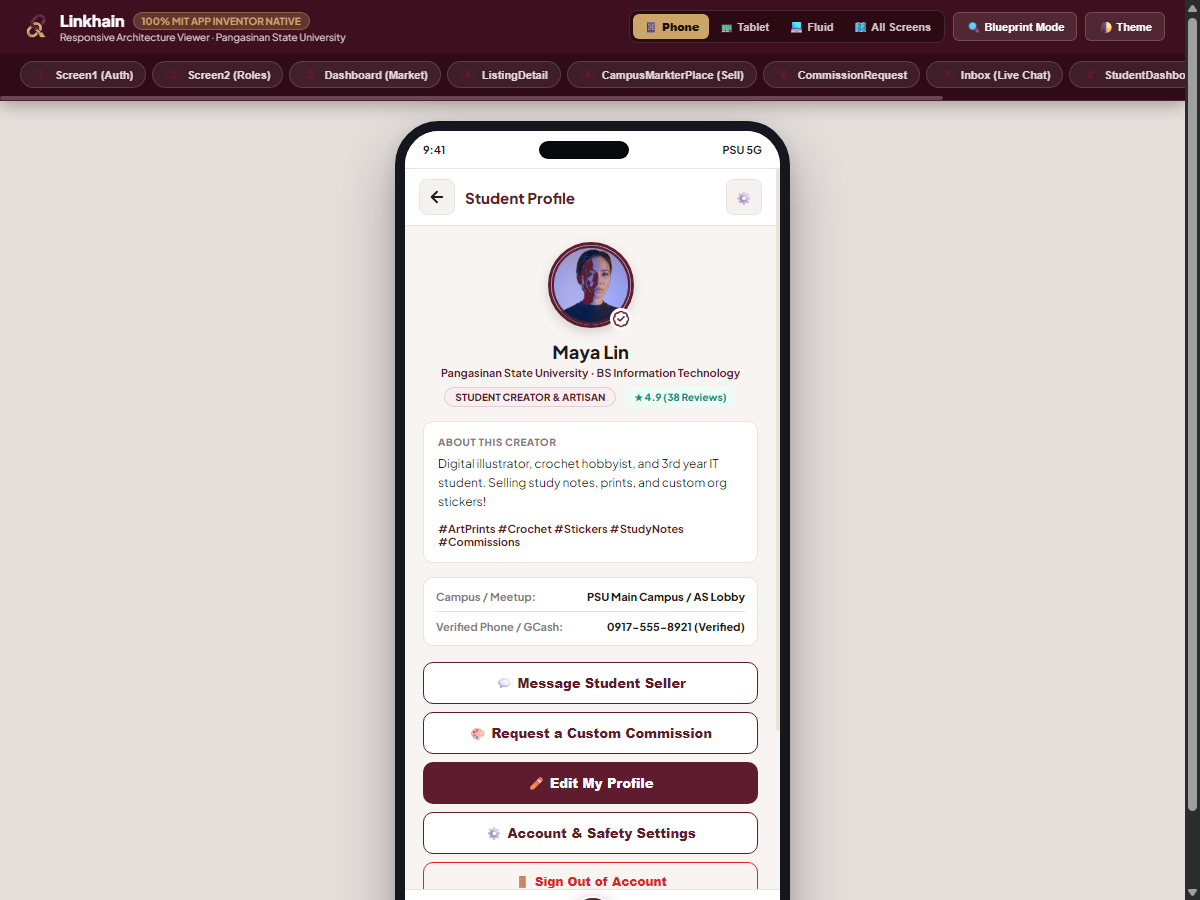 Linkhain
100% MIT APP INVENTOR NATIVE
Responsive Architecture Viewer · Pangasinan State University
Phone
Tablet
Fluid
All Screens
Blueprint Mode
Theme
Screen1 (Auth)
Screen2 (Roles)
Dashboard (Market)
ListingDetail
CampusMarkterPlace (Sell)
CommissionRequest
Inbox (Live Chat)
StudentDashbo
9:41
PSU 5G
Student Profile
Maya Lin
Pangasinan State University · BS Information Technology
STUDENT CREATOR & ARTISAN
★ 4.9 (38 Reviews)
ABOUT THIS CREATOR
Digital illustrator, crochet hobbyist, and 3rd year IT
student. Selling study notes, prints, and custom org
stickers!
#ArtPrints #Crochet #Stickers #StudyNotes
#Commissions
Campus / Meetup:
PSU Main Campus / AS Lobby
Verified Phone / GCash:
0917-555-8921 (Verified)
Message Student Seller
Request a Custom Commission
Edit My Profile
Account & Safety Settings
Sign Out of Account